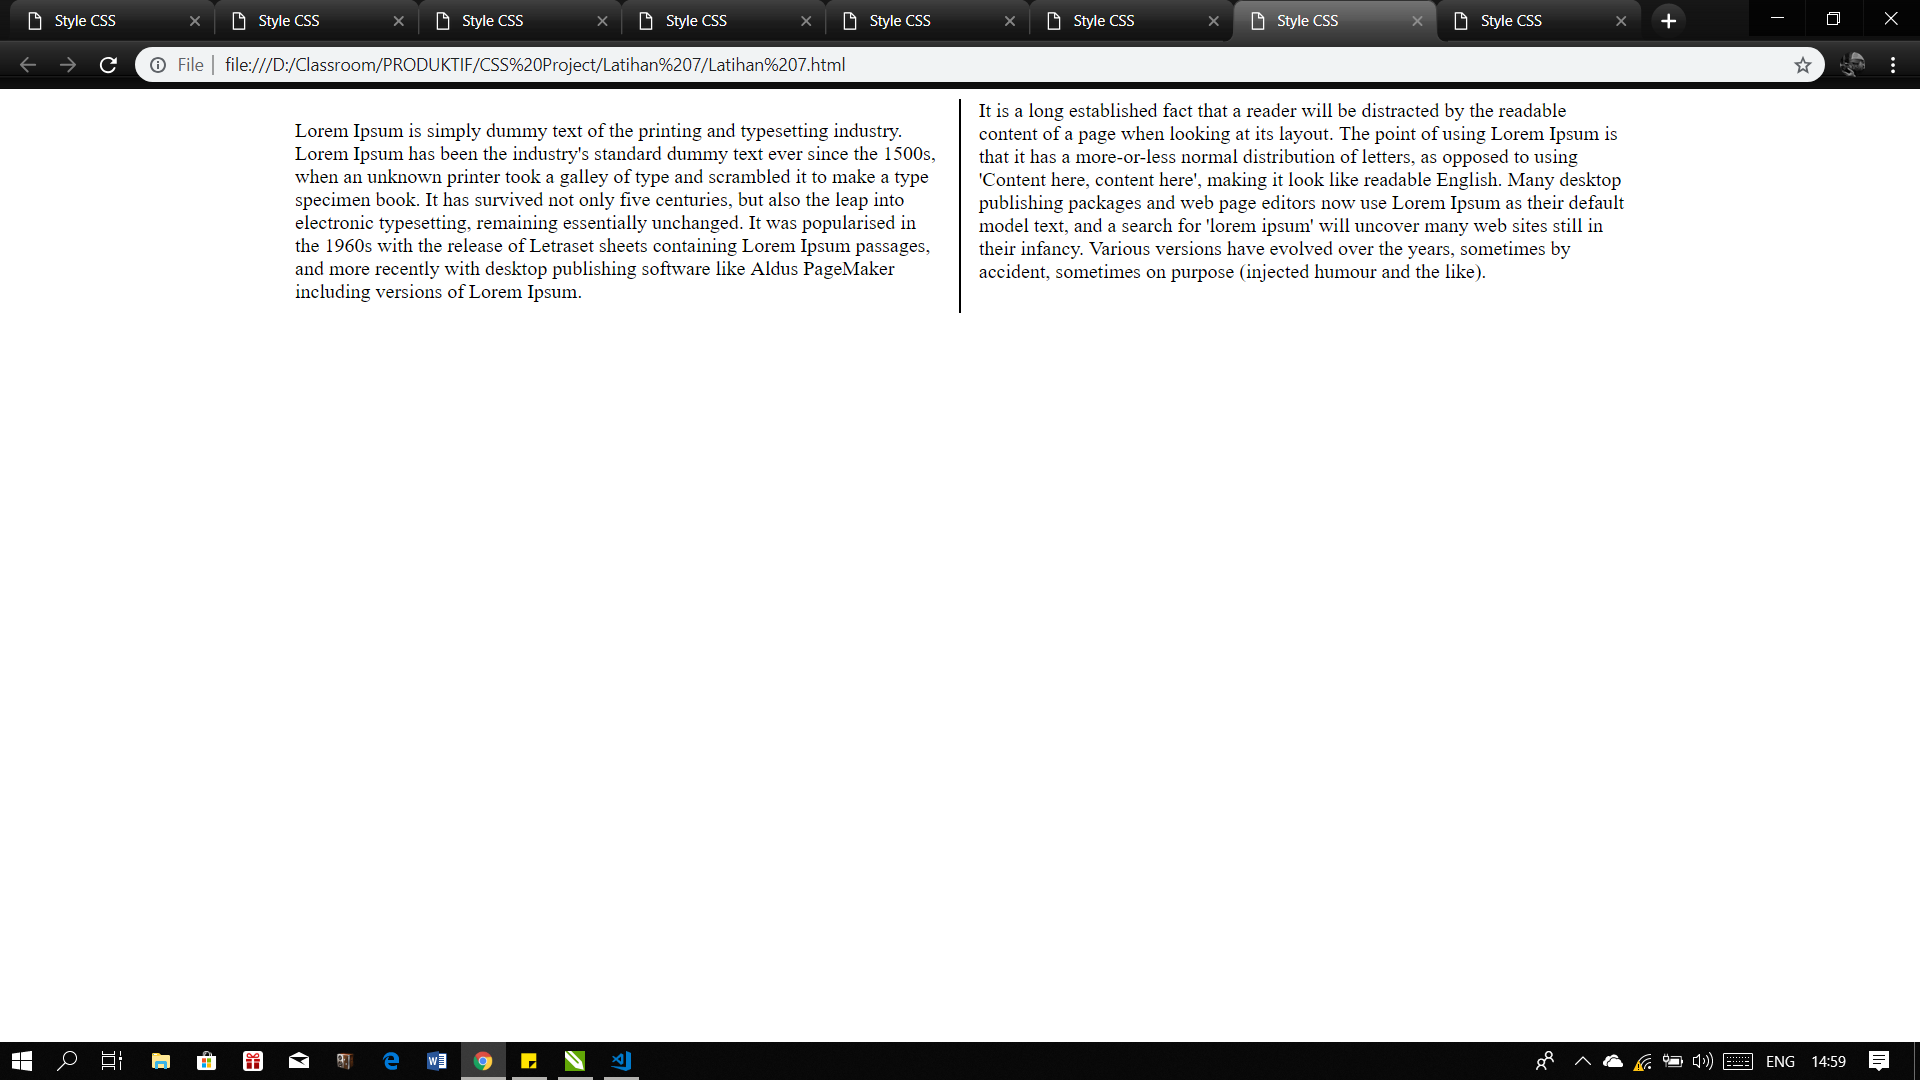 Style CSS
Style CSS
Style CSS
Style CSS
Style CSS
Style CSS
Style CSS
Style CSS
File
file:///D:/Classroom/PRODUKTIF/CSS%20Project/Latihan%207/Latihan%207.html
Lorem Ipsum is simply dummy text of the printing and typesetting industry.
Lorem Ipsum has been the industry's standard dummy text ever since the 1500s,
when an unknown printer took a galley of type and scrambled it to make a type
specimen book. It has survived not only five centuries, but also the leap into
electronic typesetting, remaining essentially unchanged. It was popularised in
the 1960s with the release of Letraset sheets containing Lorem Ipsum passages,
and more recently with desktop publishing software like Aldus PageMaker
including versions of Lorem Ipsum.
It is a long established fact that a reader will be distracted by the readable
content of a page when looking at its layout. The point of using Lorem Ipsum is
that it has a more-or-less normal distribution of letters, as opposed to using
'Content here, content here', making it look like readable English. Many desktop
publishing packages and web page editors now use Lorem Ipsum as their default
model text, and a search for 'lorem ipsum' will uncover many web sites still in
their infancy. Various versions have evolved over the years, sometimes by
accident, sometimes on purpose (injected humour and the like).
ENG
14:59